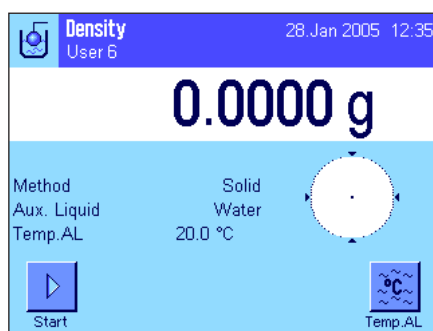 Density 28.Jan 2005 12:35
User 6
0.0000 g
Method Solid
Aux. Liquid Water
Temp.AL 20.0 °C
°C
Start Temp.AL